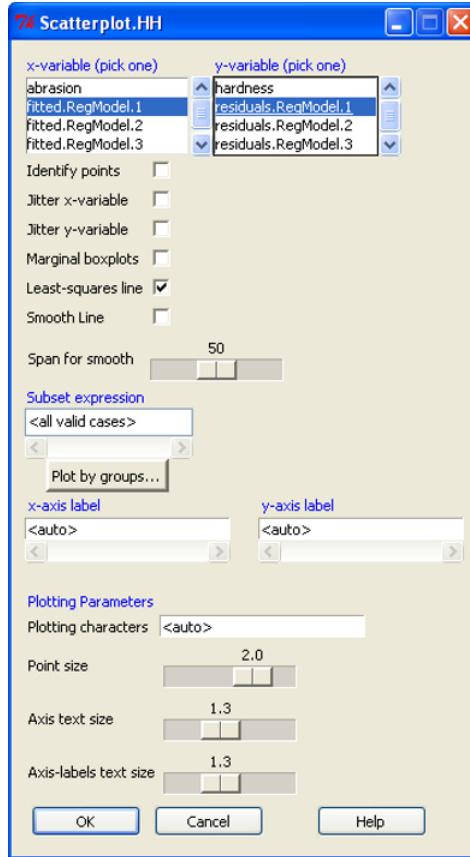 Scatterplot.HH
x-variable (pick one) y-variable (pick one)
abrasion hardness
fitted.RegModel.1 residuals.RegModel.1
fitted.RegModel.2 residuals.RegModel.2
fitted.RegModel.3 residuals.RegModel.3
Identify points
Jitter x-variable
Jitter y-variable
Marginal boxplots
Least-squares line
Smooth Line
50
Span for smooth
Subset expression
<all valid cases>
Plot by groups...
x-axis label y-axis label
<auto> <auto>
Plotting Parameters
Plotting characters <auto>
2.0
Point size
1.3
Axis text size
1.3
Axis-labels text size
OK Cancel Help